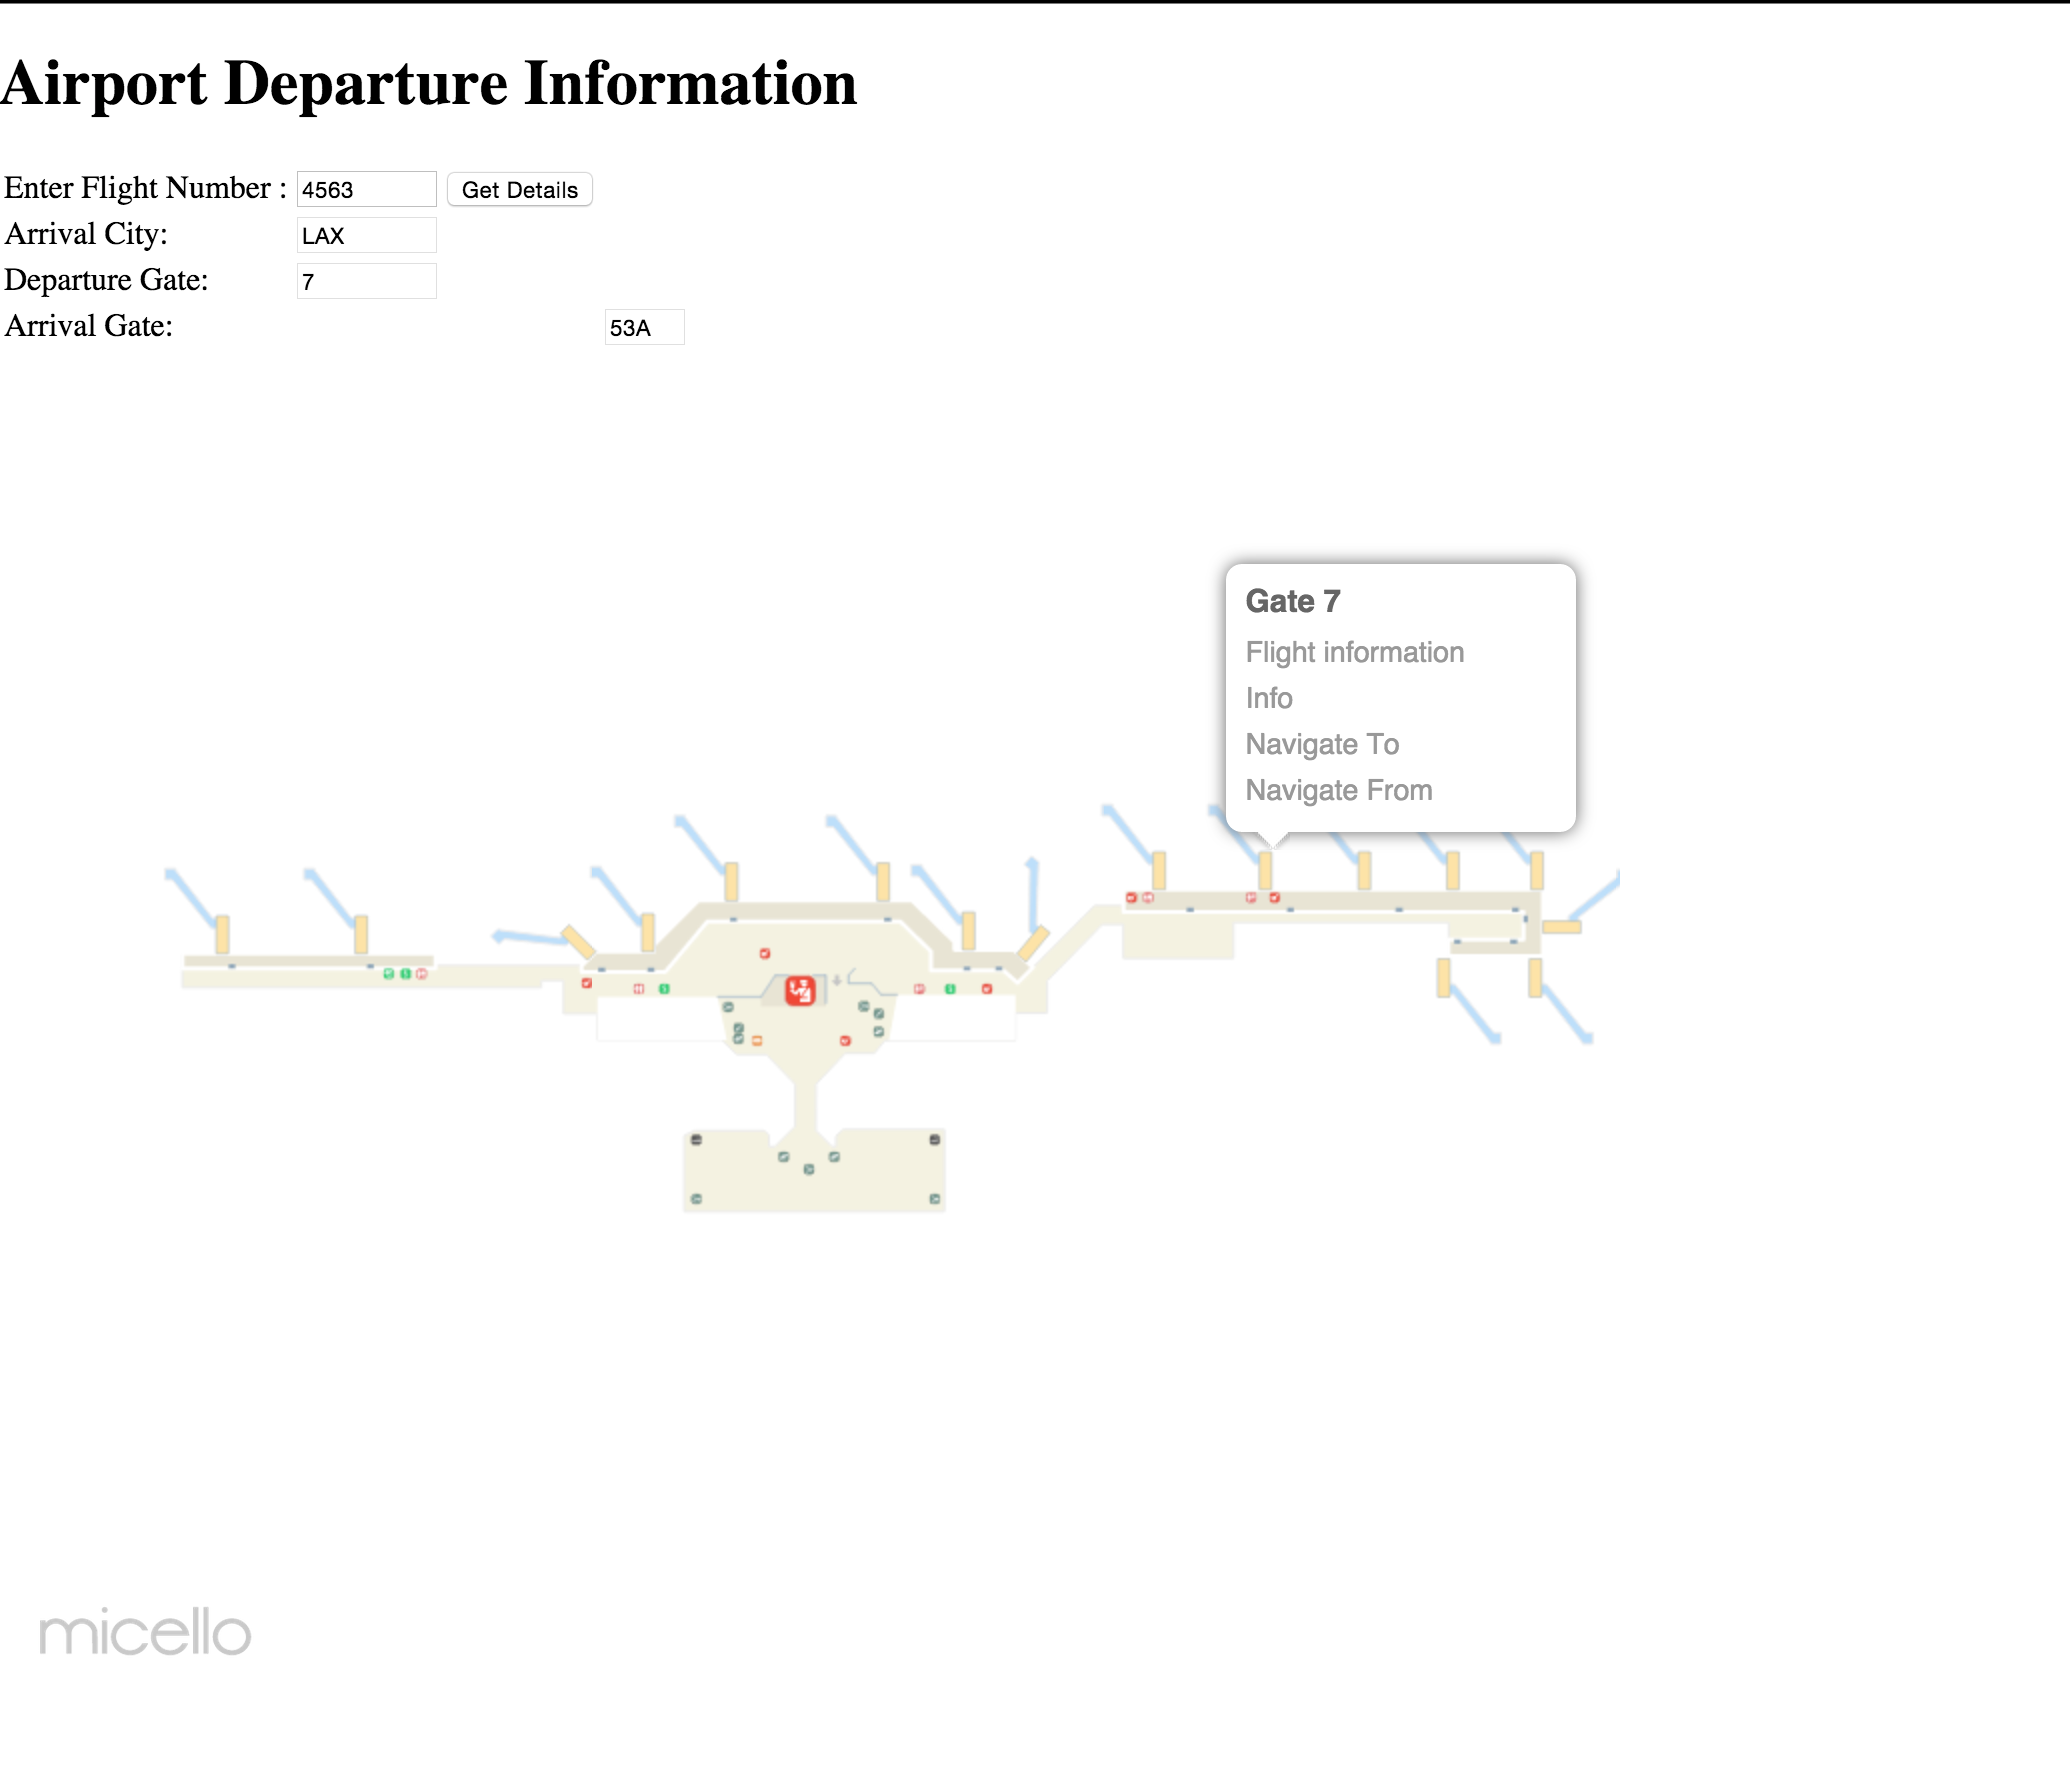 Airport Departure Information
Enter Flight Number : 4563 Get Details
Arrival City: LAX
Departure Gate: 7
Arrival Gate: 53A
Gate 7
Flight information
Info
Navigate To
Navigate From
micello